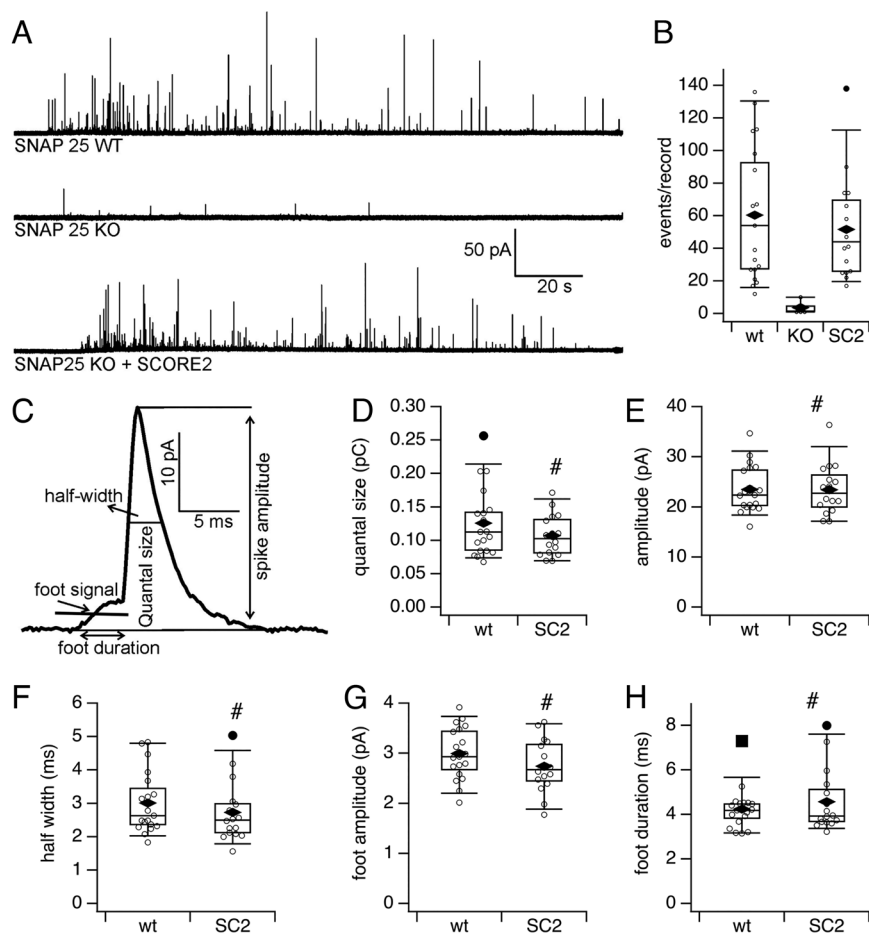 A
SNAP 25 WT
SNAP 25 KO
50 pA
20 s
SNAP25 KO + SCORE2
B
events/record
140
120
100
80
60
40
20
0
wt KO SC2
C
half-width
10 pA
5 ms
spike amplitude
Quantal size
foot signal
foot duration
D
quantal size (pC)
0.30
0.25
0.20
0.15
0.10
0.05
0.00
#
wt SC2
E
amplitude (pA)
40
30
20
10
0
#
wt SC2
F
half width (ms)
6
5
4
3
2
1
0
#
wt SC2
G
foot amplitude (pA)
4
3
2
1
0
#
wt SC2
H
foot duration (ms)
8
6
4
2
0
#
wt SC2